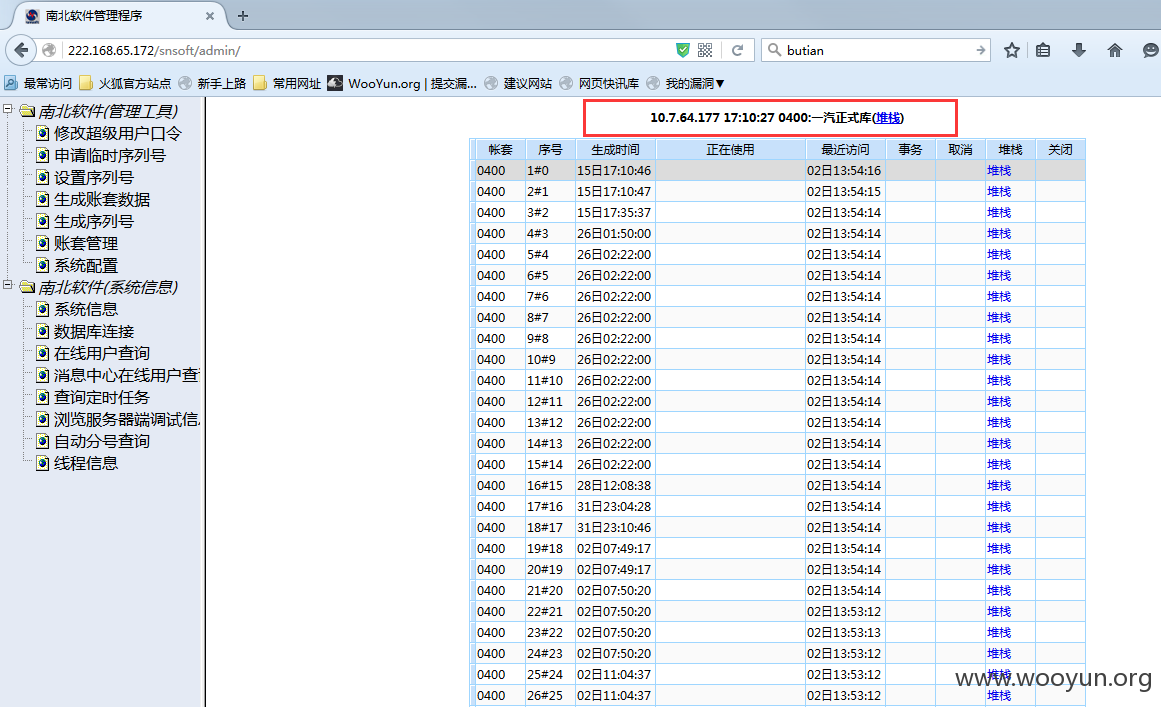 南北软件管理程序
222.168.65.172/snsoft/admin/
butian
最常访问 火狐官方站点 新手上路 常用网址 WooYun.org | 提交漏... 建议网站 网页快讯库 我的漏洞▼
南北软件(管理工具)
修改超级用户口令
申请临时序列号
设置序列号
生成账套数据
生成序列号
账套管理
系统配置
南北软件(系统信息)
系统信息
数据库连接
在线用户查询
消息中心在线用户查
查询定时任务
浏览服务器端调试信
自动分号查询
线程信息
10.7.64.177 17:10:27 0400:一汽正式库(堆栈)
帐套 序号 生成时间 正在使用 最近访问 事务 取消 堆栈 关闭
0400 1#0 15日17:10:46 02日13:54:16 堆栈
0400 2#1 15日17:10:47 02日13:54:15 堆栈
0400 3#2 15日17:35:37 02日13:54:14 堆栈
0400 4#3 26日01:50:00 02日13:54:14 堆栈
0400 5#4 26日02:22:00 02日13:54:14 堆栈
0400 6#5 26日02:22:00 02日13:54:14 堆栈
0400 7#6 26日02:22:00 02日13:54:14 堆栈
0400 8#7 26日02:22:00 02日13:54:14 堆栈
0400 9#8 26日02:22:00 02日13:54:14 堆栈
0400 10#9 26日02:22:00 02日13:54:14 堆栈
0400 11#10 26日02:22:00 02日13:54:14 堆栈
0400 12#11 26日02:22:00 02日13:54:14 堆栈
0400 13#12 26日02:22:00 02日13:54:14 堆栈
0400 14#13 26日02:22:00 02日13:54:14 堆栈
0400 15#14 26日02:22:00 02日13:54:14 堆栈
0400 16#15 28日12:08:38 02日13:54:14 堆栈
0400 17#16 31日23:04:28 02日13:54:14 堆栈
0400 18#17 31日23:10:46 02日13:54:14 堆栈
0400 19#18 02日07:49:17 02日13:54:14 堆栈
0400 20#19 02日07:49:17 02日13:54:14 堆栈
0400 21#20 02日07:50:20 02日13:54:14 堆栈
0400 22#21 02日07:50:20 02日13:53:12 堆栈
0400 23#22 02日07:50:20 02日13:53:13 堆栈
0400 24#23 02日07:50:20 02日13:53:12 堆栈
0400 25#24 02日11:04:37 02日13:53:12 堆栈
0400 26#25 02日11:04:37 02日13:53:12 堆栈
www.wooyun.org